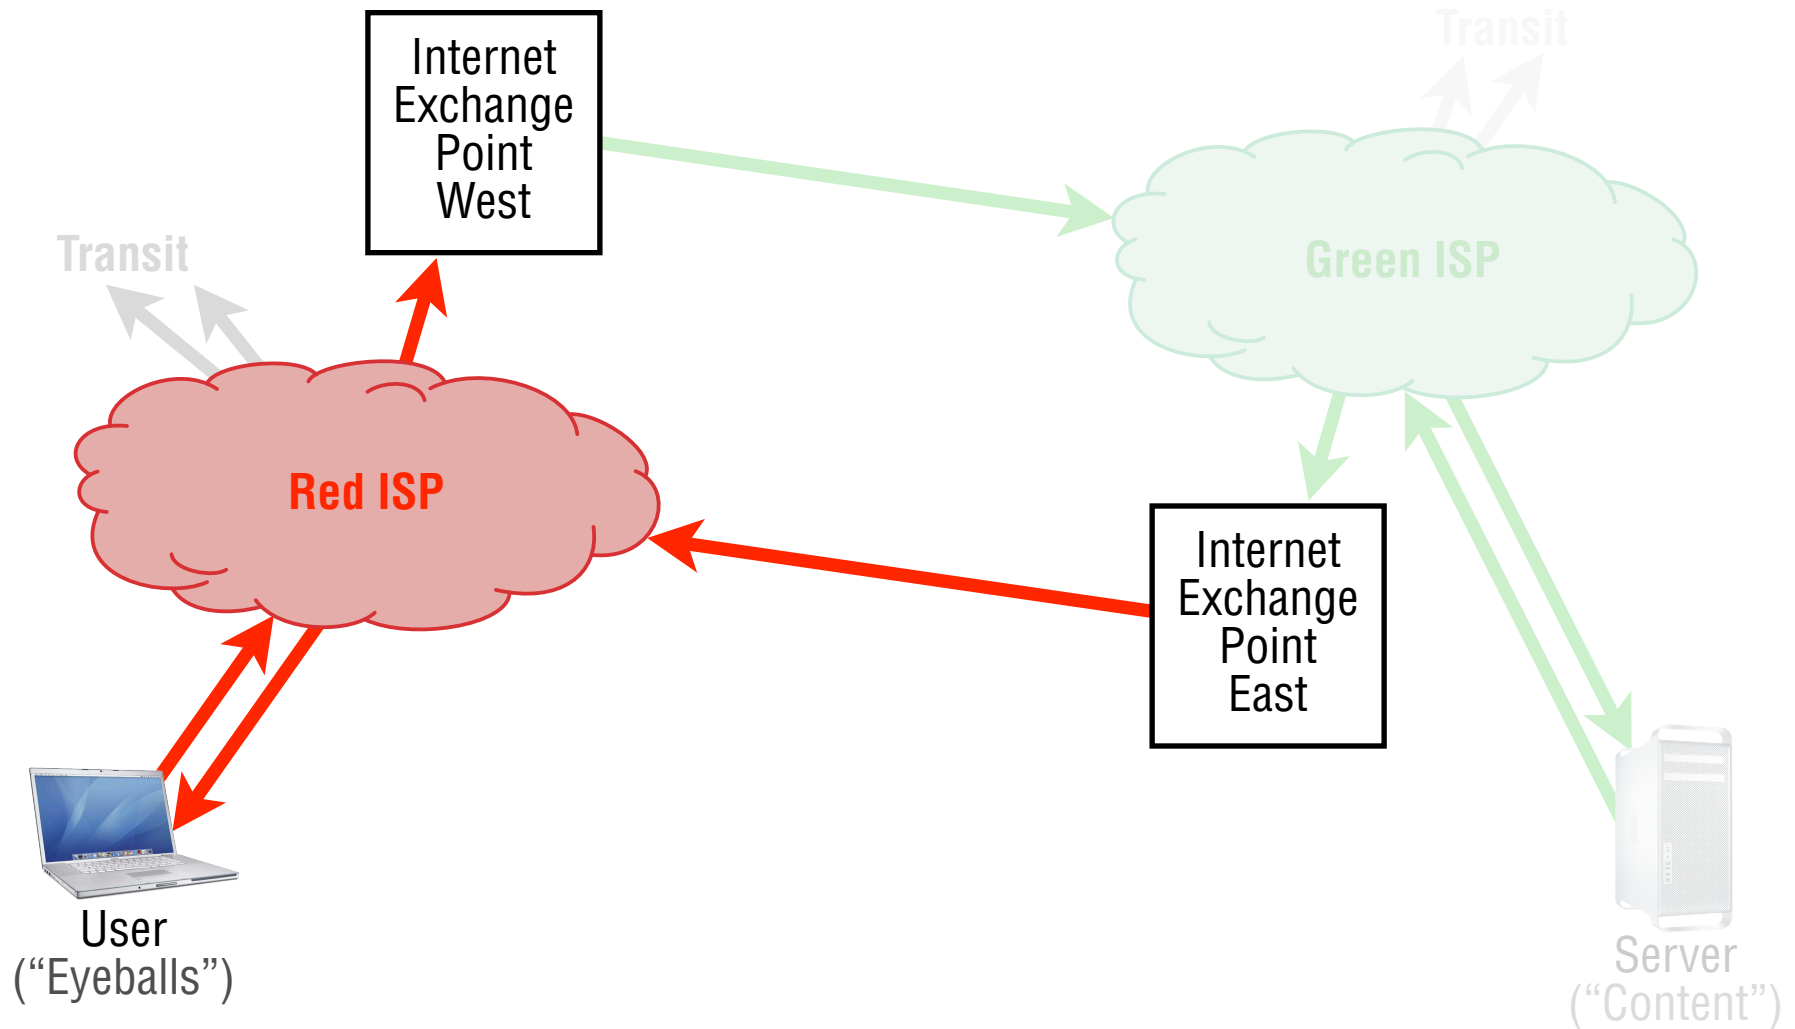 Transit
Internet
Exchange
Point
West
Transit
Green ISP
Red ISP
Internet
Exchange
Point
East
User
(“Eyeballs”)
Server
(“Content”)